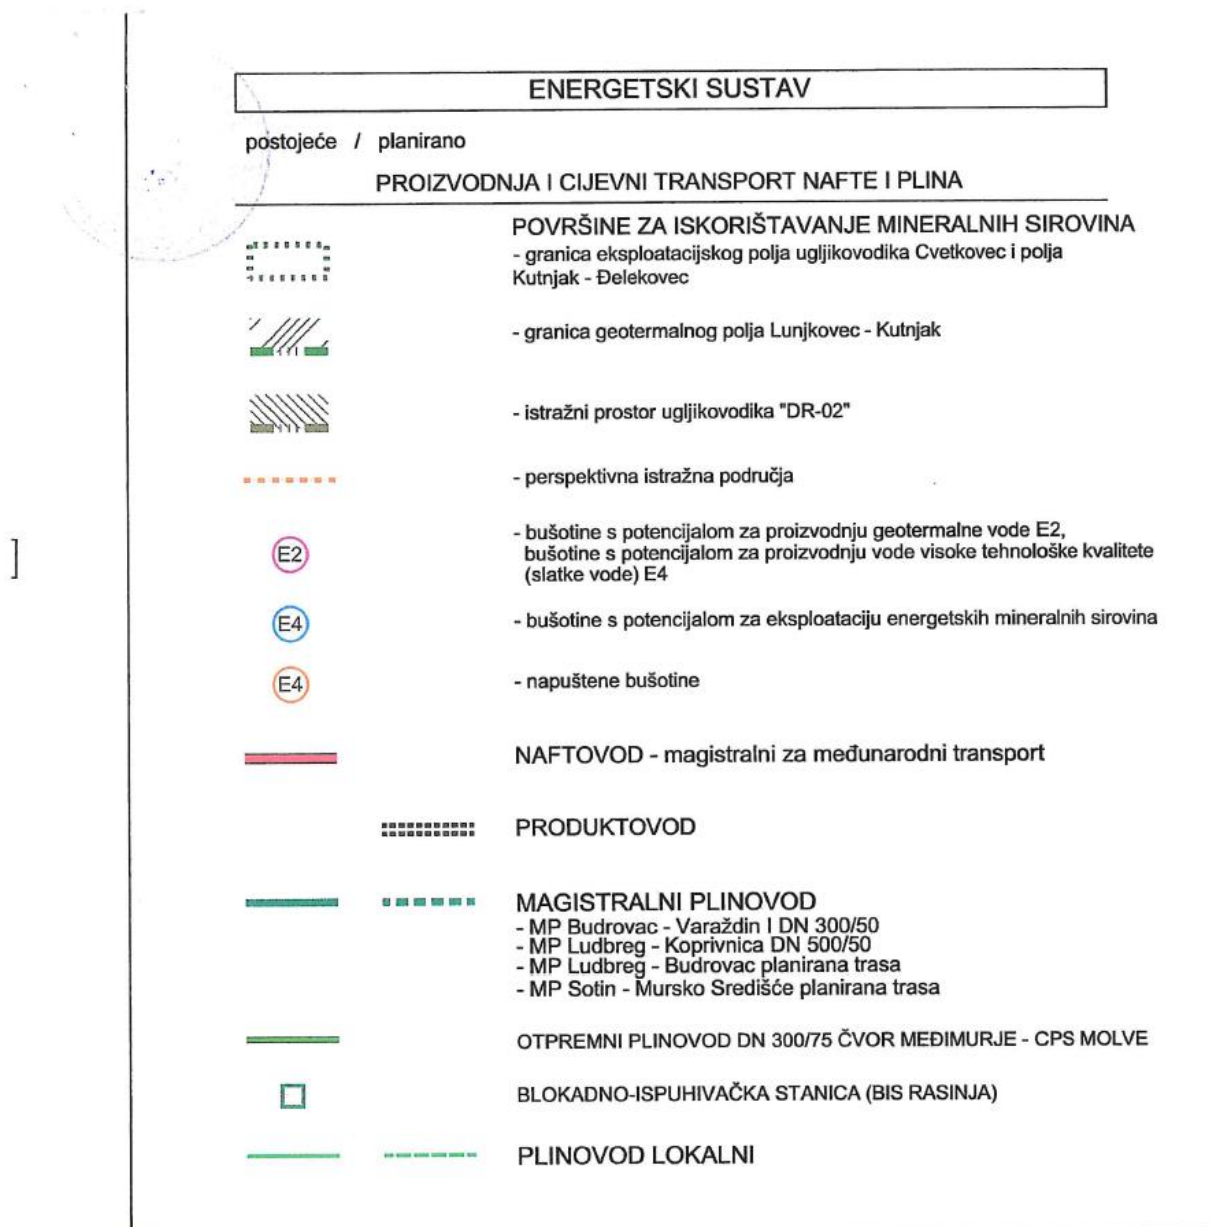 ENERGETSKI SUSTAV
postojeće / planirano
PROIZVODNJA I CIJEVNI TRANSPORT NAFTE I PLINA
POVRŠINE ZA ISKORIŠTAVANJE MINERALNIH SIROVINA
- granica eksploatacijskog polja ugljikovodika Cvetkovec i polja
Kutnjak - Đelekovec
- granica geotermalnog polja Lunjkovec - Kutnjak
- istražni prostor ugljikovodika "DR-02"
- perspektivna istražna područja
E2
- bušotine s potencijalom za proizvodnju geotermalne vode E2,
bušotine s potencijalom za proizvodnju vode visoke tehnološke kvalitete
(slatke vode) E4
]
E4 - bušotine s potencijalom za eksploataciju energetskih mineralnih sirovina
E4 - napuštene bušotine
NAFTOVOD - magistralni za međunarodni transport
PRODUKTOVOD
MAGISTRALNI PLINOVOD
- MP Budrovac - Varaždin I DN 300/50
- MP Ludbreg - Koprivnica DN 500/50
- MP Ludbreg - Budrovac planirana trasa
- MP Sotin - Mursko Središće planirana trasa
OTPREMNI PLINOVOD DN 300/75 ČVOR MEĐIMURJE - CPS MOLVE
BLOKADNO-ISPUHIVAČKA STANICA (BIS RASINJA)
PLINOVOD LOKALNI